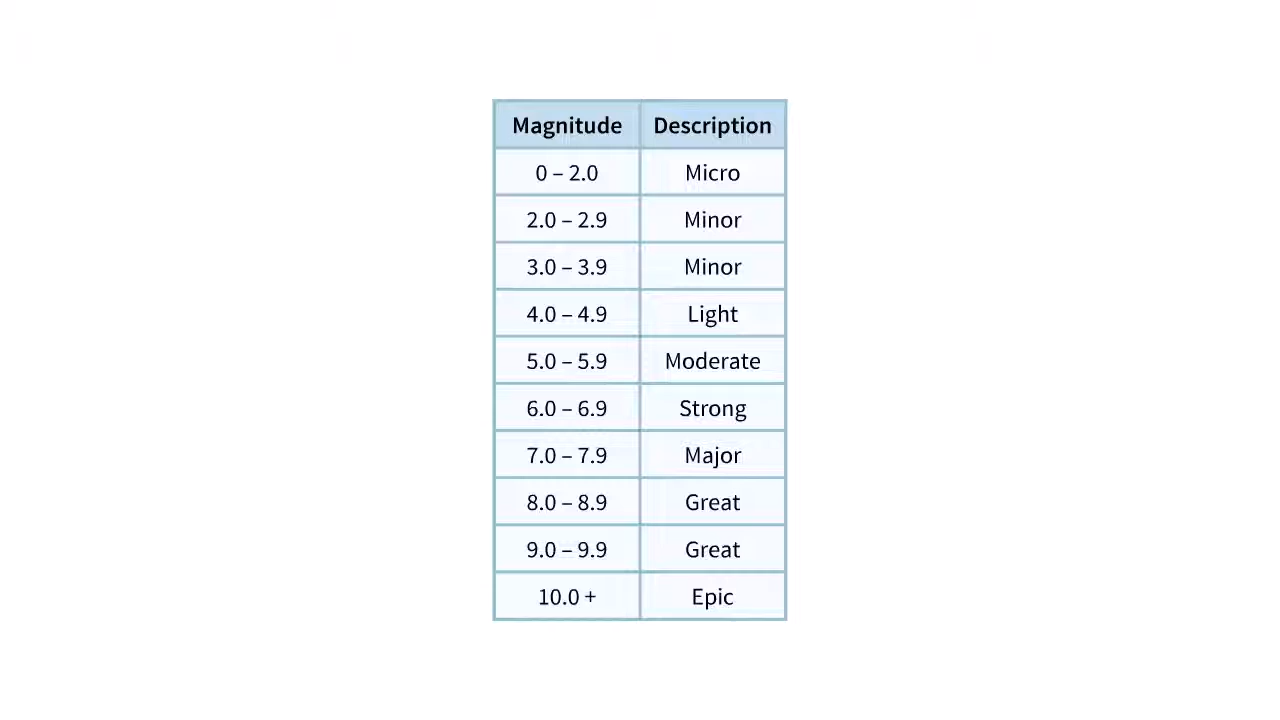 Magnitude Description
0 – 2.0 Micro
2.0 – 2.9 Minor
3.0 – 3.9 Minor
4.0 – 4.9 Light
5.0 – 5.9 Moderate
6.0 – 6.9 Strong
7.0 – 7.9 Major
8.0 – 8.9 Great
9.0 – 9.9 Great
10.0 + Epic